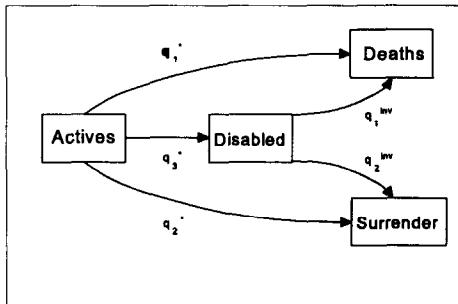 Deaths
q₁*
q₁ⁱⁿᵛ
Actives
Disabled
q₃*
q₂ⁱⁿᵛ
q₂*
Surrender